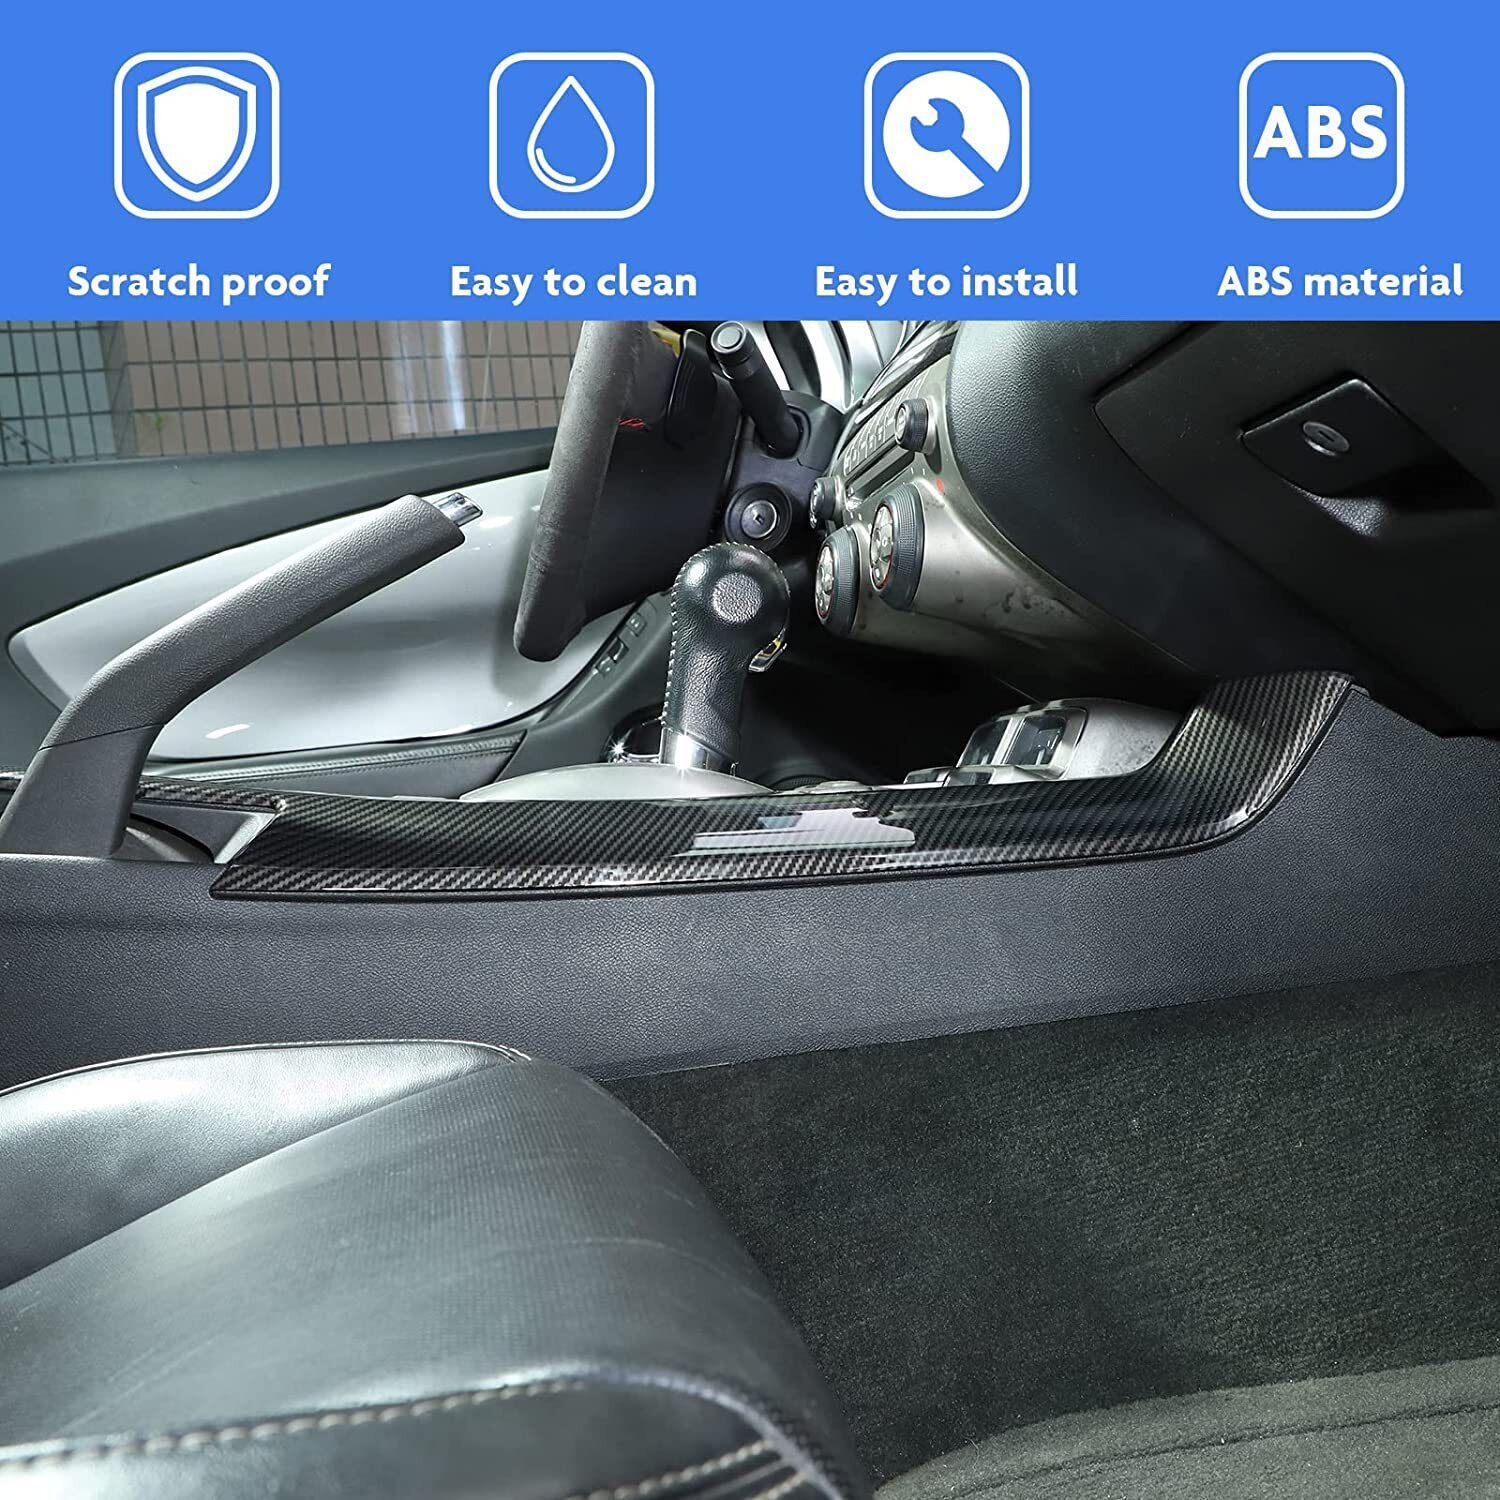 ABS
Scratch proof
Easy to clean
Easy to install
ABS material